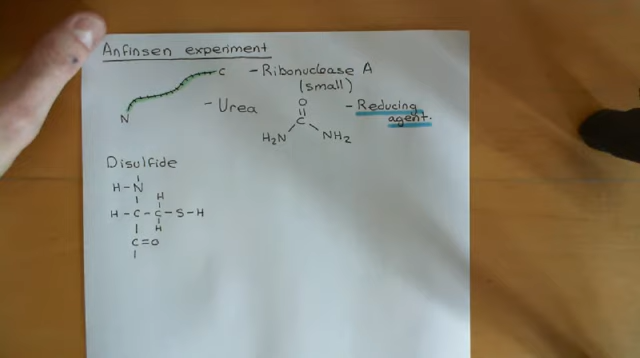 Anfinsen experiment
C - Ribonuclease A
(small)
N
- Urea
O
C
H₂N NH₂
- Reducing
agent.
Disulfide
H-N
H
H-C-C-S-H
H
C=O